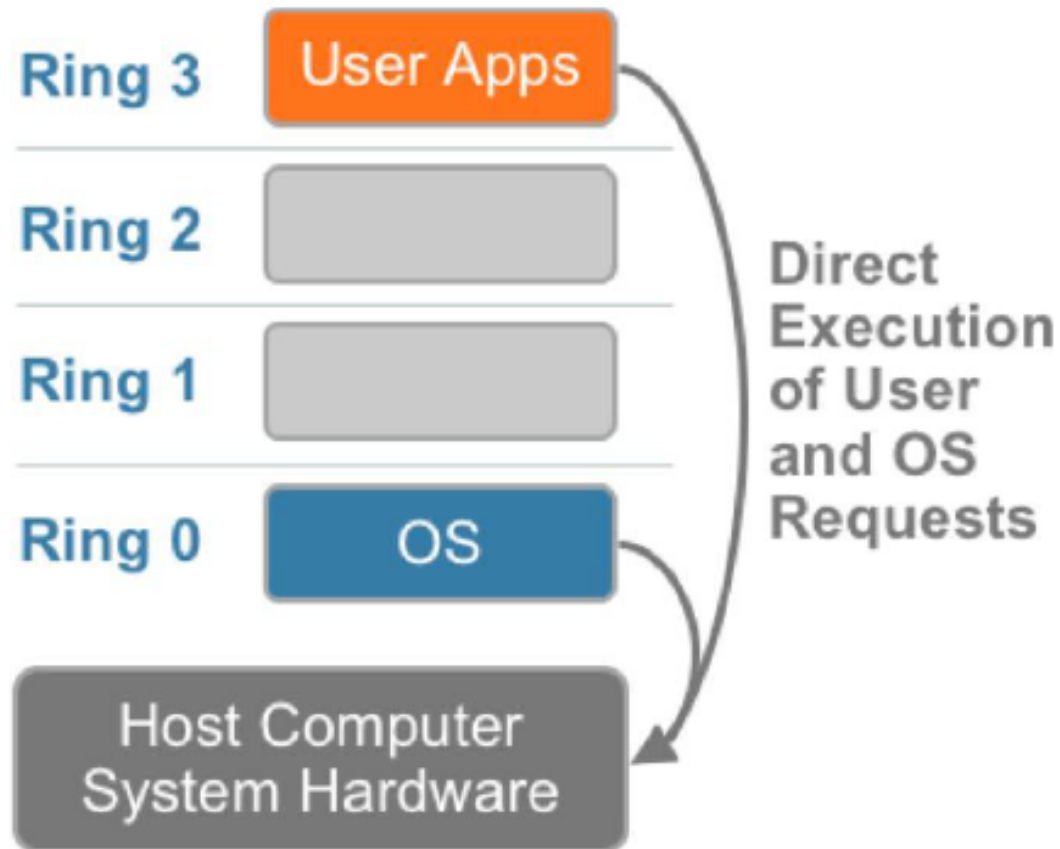 Ring 3
User Apps
Ring 2
Ring 1
Ring 0
OS
Direct
Execution
of User
and OS
Requests
Host Computer
System Hardware